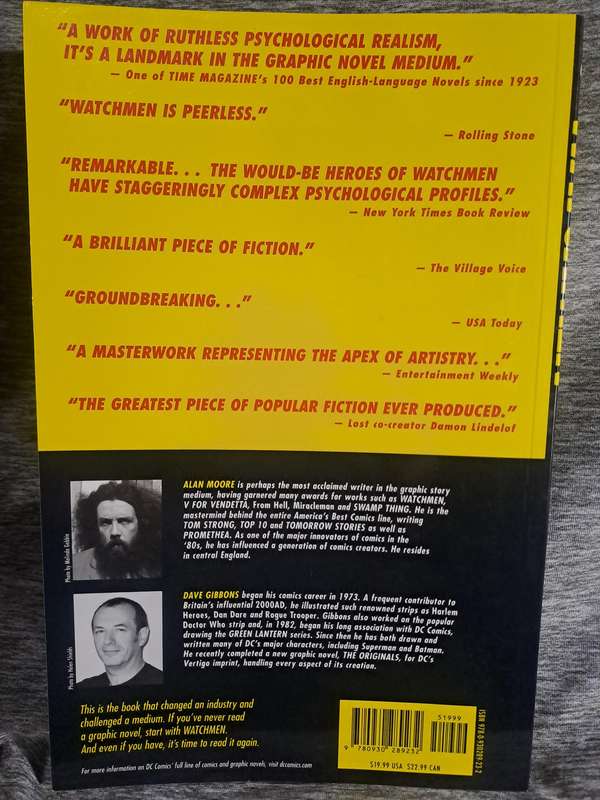 “A WORK OF RUTHLESS PSYCHOLOGICAL REALISM,
IT’S A LANDMARK IN THE GRAPHIC NOVEL MEDIUM.”
— One of TIME MAGAZINE’s 100 Best English-Language Novels since 1923
“WATCHMEN IS PEERLESS.”
— Rolling Stone
“REMARKABLE. . . THE WOULD-BE HEROES OF WATCHMEN
HAVE STAGGERINGLY COMPLEX PSYCHOLOGICAL PROFILES.”
— New York Times Book Review
“A BRILLIANT PIECE OF FICTION.”
— The Village Voice
“GROUNDBREAKING. . .”
— USA Today
“A MASTERWORK REPRESENTING THE APEX OF ARTISTRY. . .”
— Entertainment Weekly
“THE GREATEST PIECE OF POPULAR FICTION EVER PRODUCED.”
— Lost co-creator Damon Lindelof
ALAN MOORE is perhaps the most acclaimed writer in the graphic story
medium, having garnered many awards for works such as WATCHMEN,
V FOR VENDETTA, From Hell, Miracleman and SWAMP THING. He is the
mastermind behind the entire America’s Best Comics line, writing
TOM STRONG, TOP 10 and TOMORROW STORIES as well as
PROMETHEA. As one of the major innovators of comics in the
’80s, he has influenced a generation of comics creators. He resides
in central England.
Photo by Melinda Gebbie
DAVE GIBBONS began his comics career in 1973. A frequent contributor to
Britain’s influential 2000AD, he illustrated such renowned strips as Harlem
Heroes, Dan Dare and Rogue Trooper. Gibbons also worked on the popular
Doctor Who strip and, in 1982, began his long association with DC Comics,
drawing the GREEN LANTERN series. Since then he has both drawn and
written many of DC’s major characters, including Superman and Batman.
He recently completed a new graphic novel, THE ORIGINALS, for DC’s
Vertigo imprint, handling every aspect of its creation.
Photo by Helen Shields
This is the book that changed an industry and
challenged a medium. If you’ve never read
a graphic novel, start with WATCHMEN.
And even if you have, it’s time to read it again.
For more information on DC Comics’ full line of comics and graphic novels, visit dccomics.com
51999
9 780930 289232
$19.99 USA $22.99 CAN
ISBN 978-0-930289-23-2